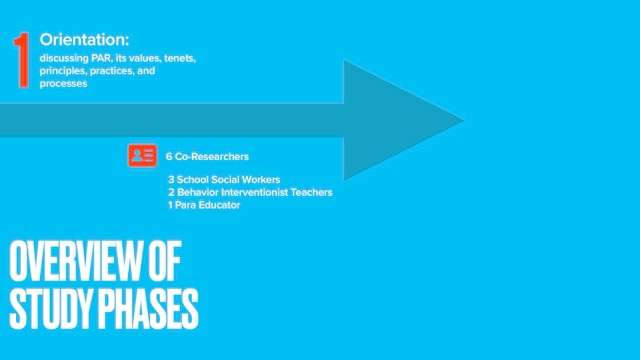 1
Orientation:
discussing PAR, its values, tenets,
principles, practices, and
processes
6 Co-Researchers
3 School Social Workers
2 Behavior Interventionist Teachers
1 Para Educator
OVERVIEW OF
STUDY PHASES